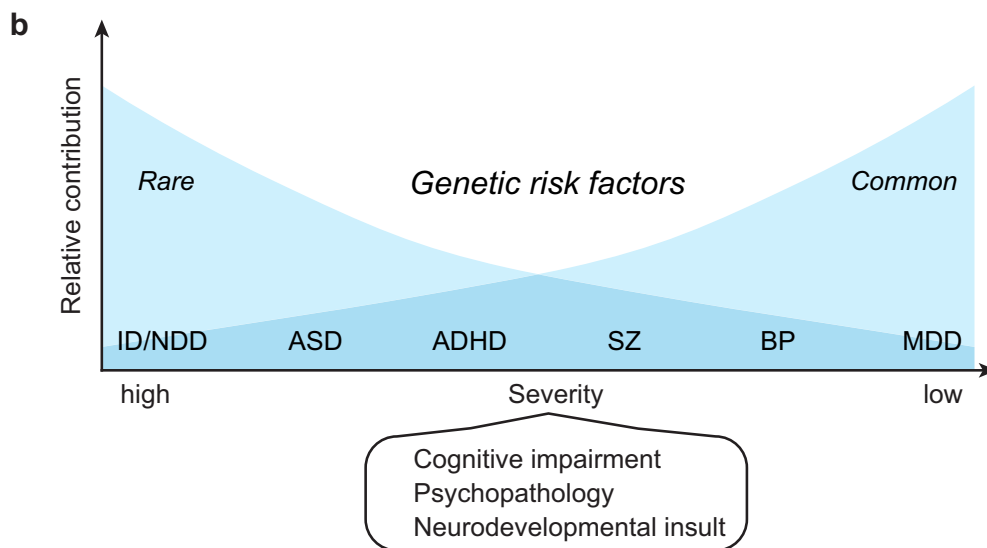 b
Relative contribution
Rare
Genetic risk factors
Common
ID/NDD ASD ADHD SZ BP MDD
high Severity low
Cognitive impairment
Psychopathology
Neurodevelopmental insult